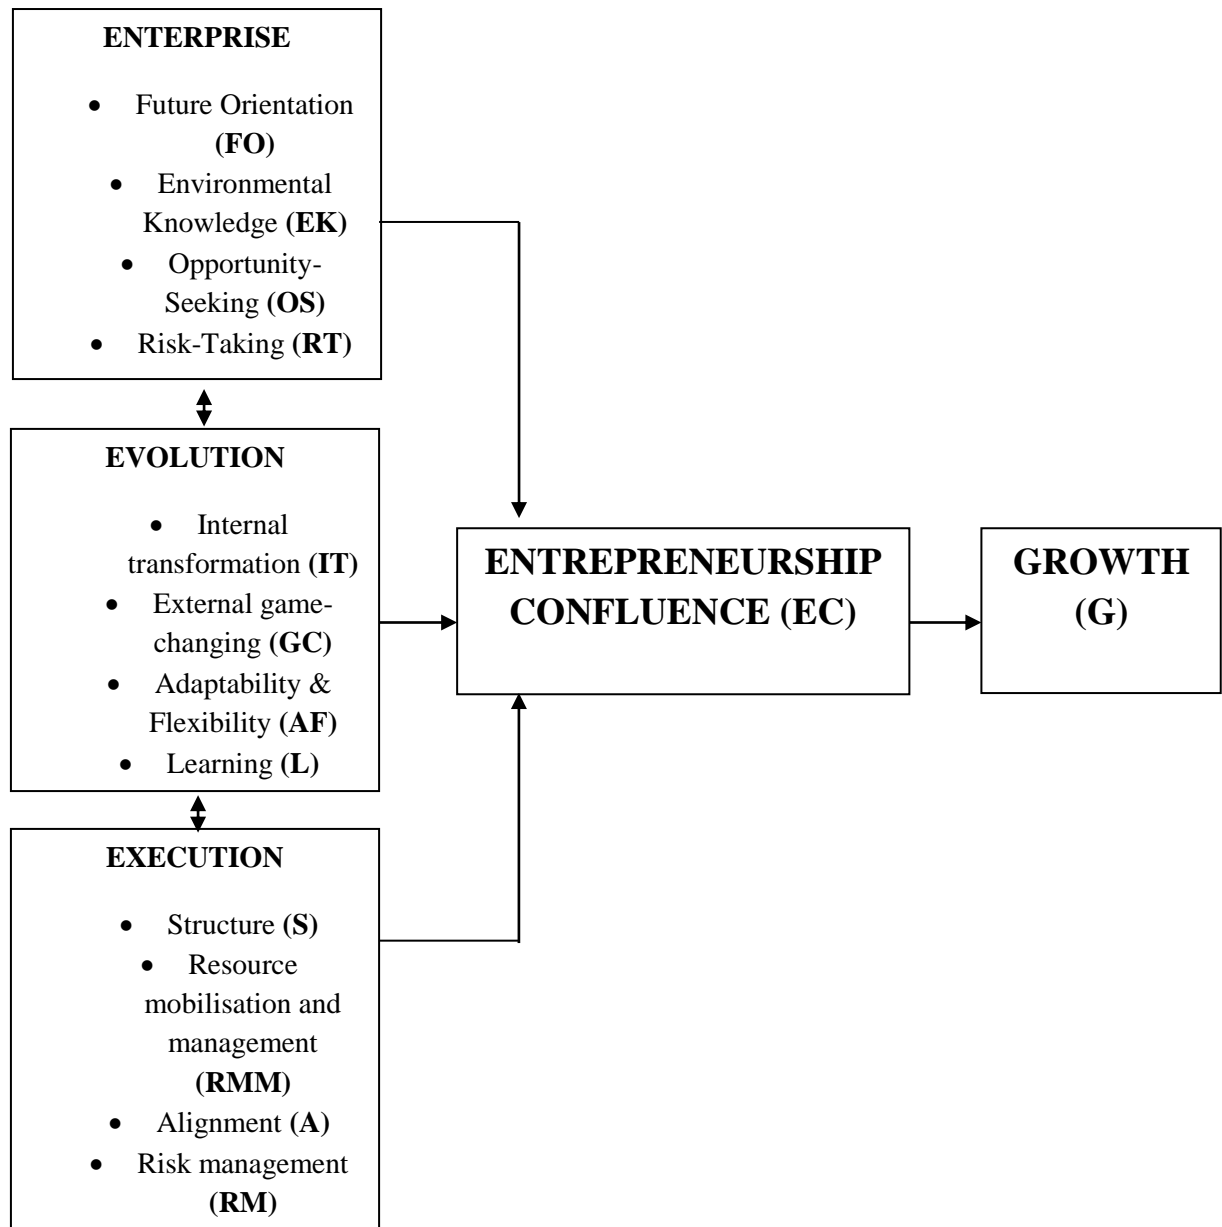 ENTERPRISE
• Future Orientation
(FO)
• Environmental
Knowledge (EK)
• Opportunity-
Seeking (OS)
• Risk-Taking (RT)
EVOLUTION
• Internal
transformation (IT)
• External game-
changing (GC)
• Adaptability &
Flexibility (AF)
• Learning (L)
EXECUTION
• Structure (S)
• Resource
mobilisation and
management
(RMM)
• Alignment (A)
• Risk management
(RM)
ENTREPRENEURSHIP
CONFLUENCE (EC)
GROWTH
(G)